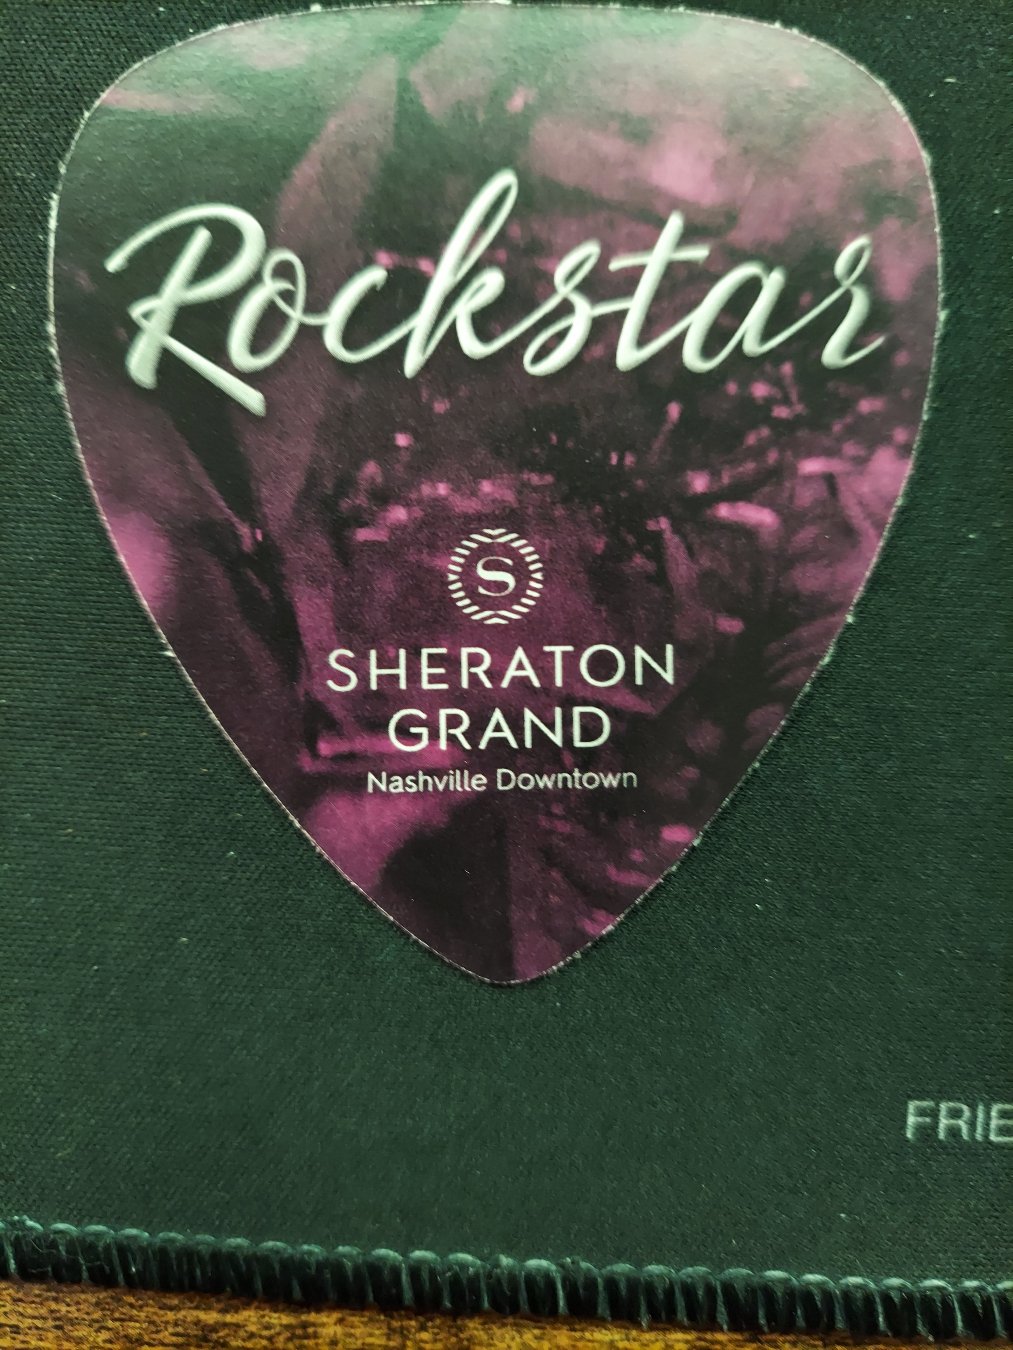 Rockstar
S
SHERATON
GRAND
Nashville Downtown
FRIE